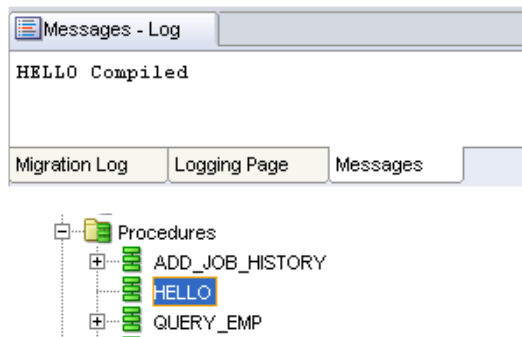 Messages - Log
HELLO Compiled
Migration Log Logging Page Messages
Procedures
ADD_JOB_HISTORY
HELLO
QUERY_EMP